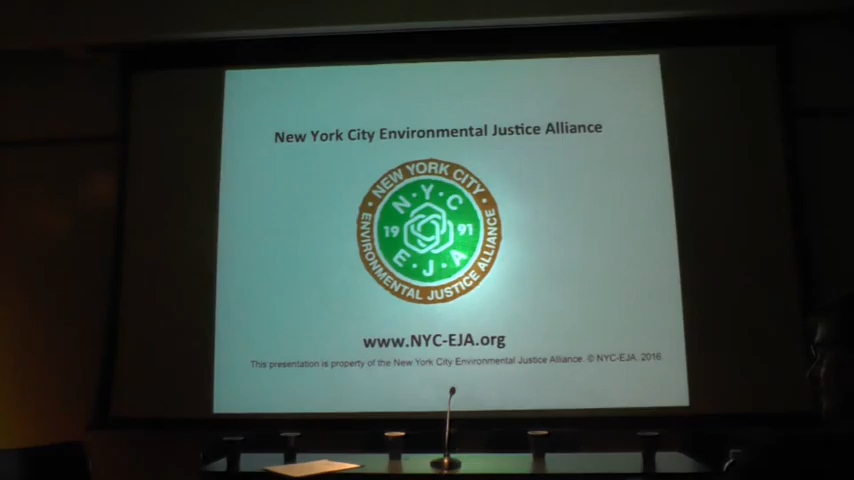 New York City Environmental Justice Alliance
NEW YORK CITY
N·Y·C
19 91
E·J·A
ENVIRONMENTAL JUSTICE ALLIANCE
www.NYC-EJA.org
This presentation is property of the New York City Environmental Justice Alliance. © NYC-EJA. 2016